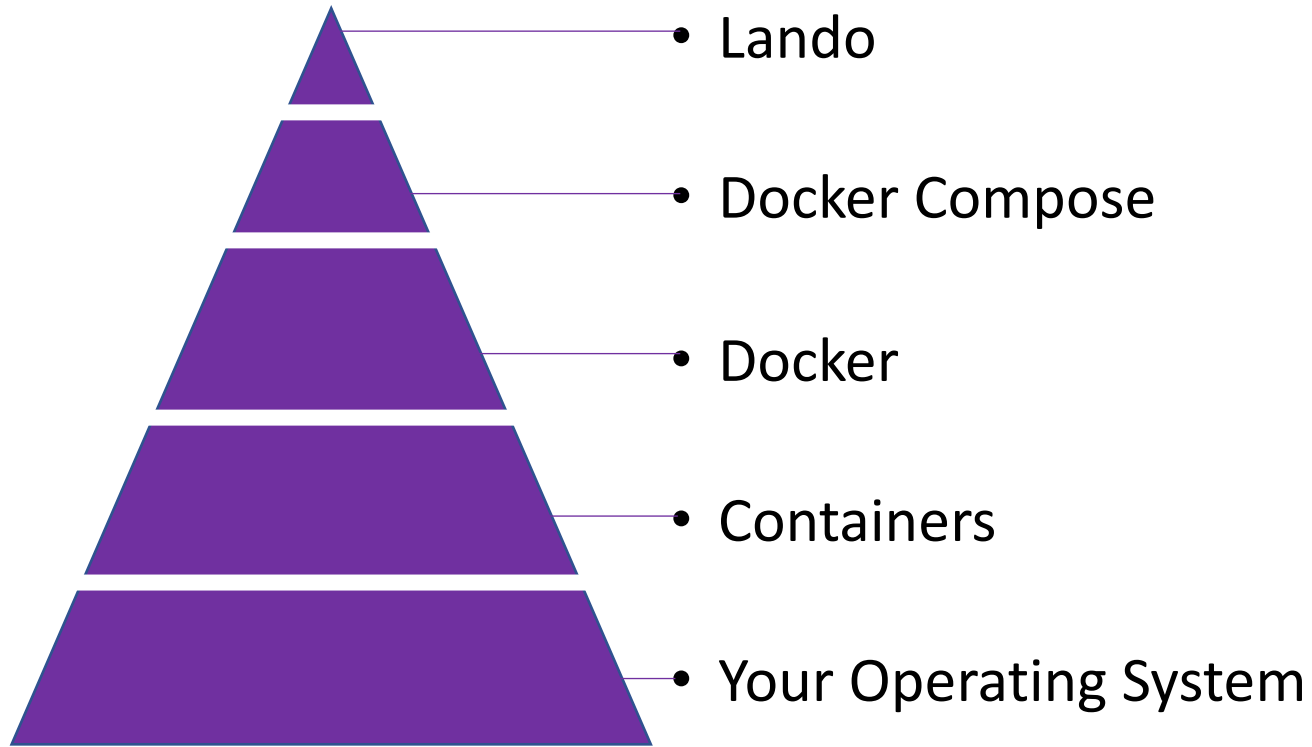 Lando
Docker Compose
Docker
Containers
Your Operating System